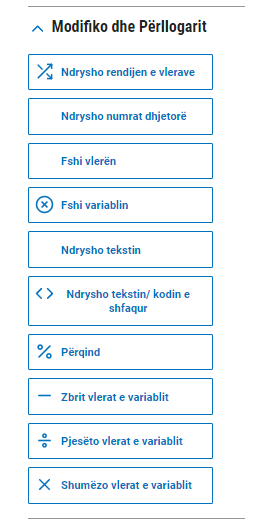 Modifiko dhe Përllogarit
Ndrysho rendijen e vlerave
Ndrysho numrat dhjetorë
Fshi vlerën
Fshi variablin
Ndrysho tekstin
Ndrysho tekstin/ kodin e
shfaqur
Përqind
Zbrit vlerat e variablit
Pjesëto vlerat e variablit
Shumëzo vlerat e variablit